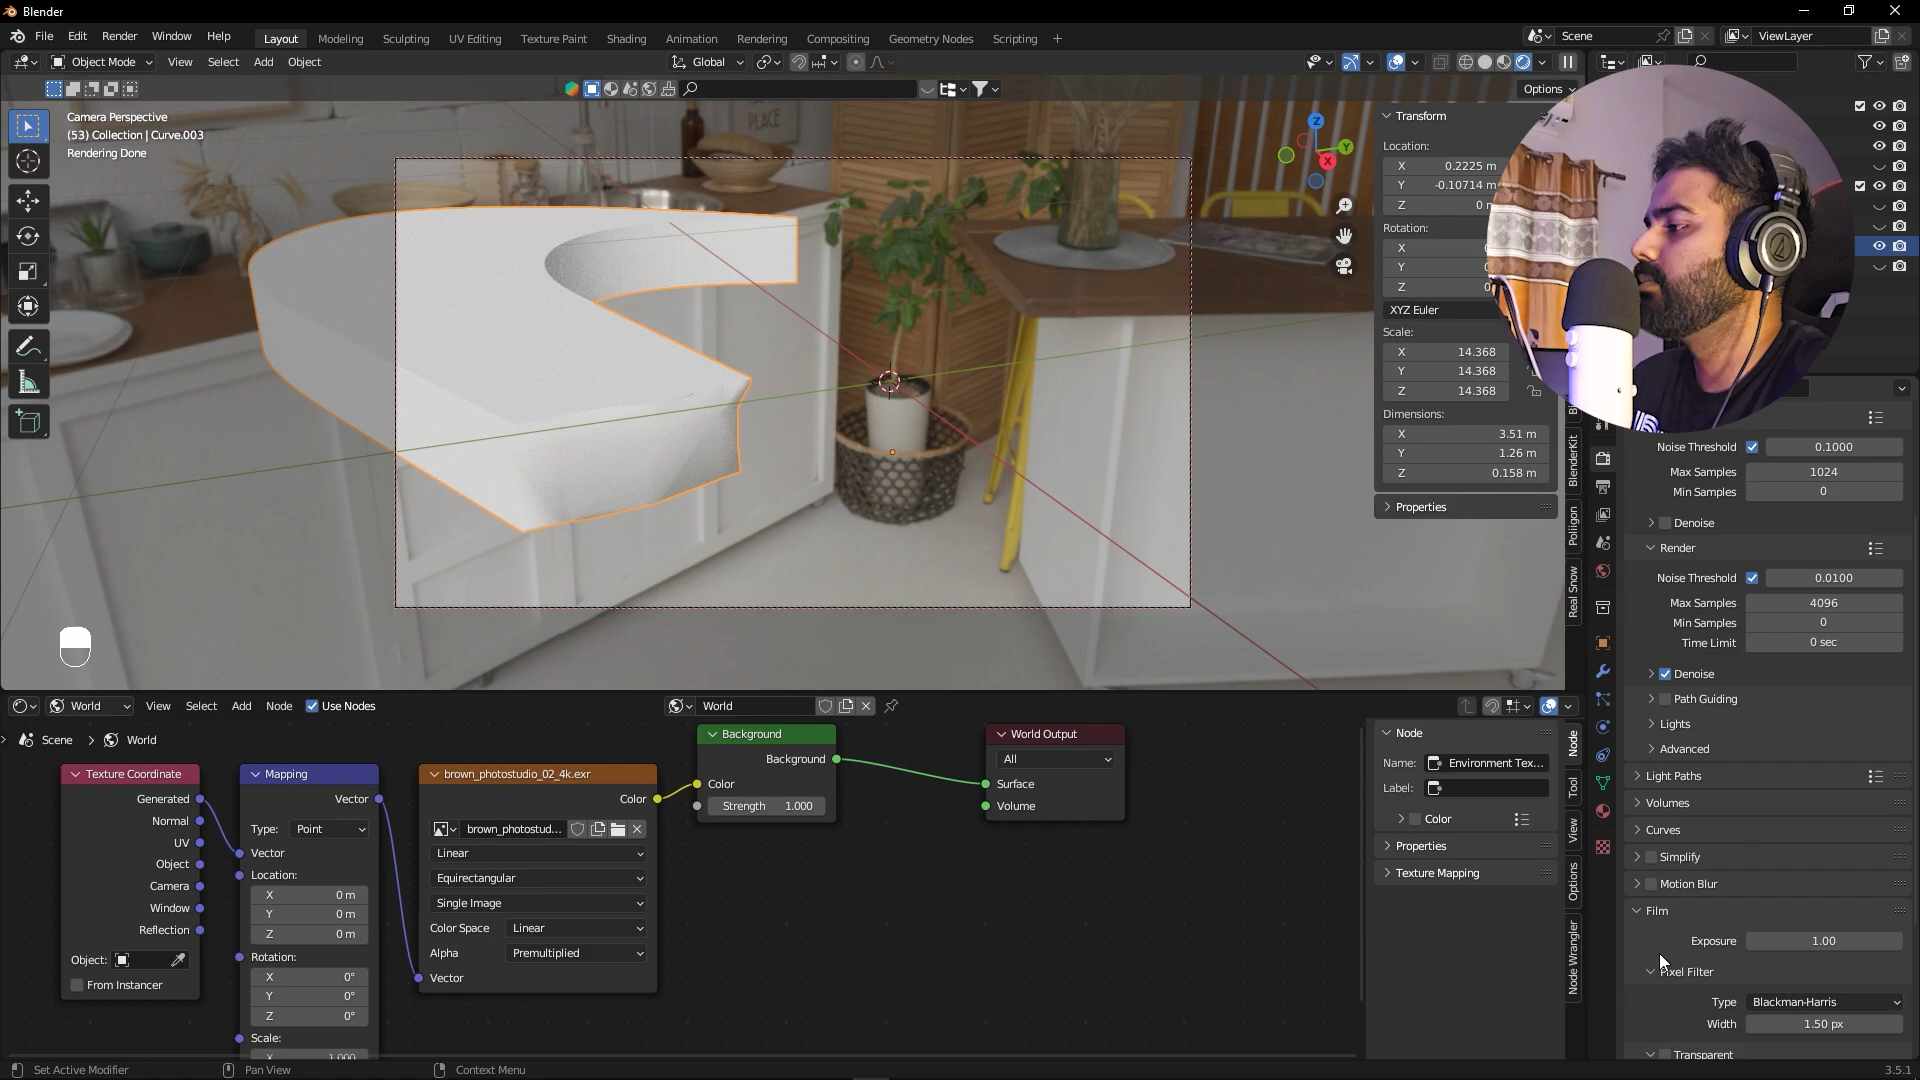 Blender
File Edit Render Window Help
Layout Modeling Sculpting UV Editing Texture Paint Shading Animation Rendering Compositing Geometry Nodes Scripting +
Scene ViewLayer
Object Mode View Select Add Object
Global
Options
Camera Perspective
(53) Collection | Curve.003
Rendering Done
PLACE
Z
Y
X
Transform
Location:
X 0.2225 m
Y -0.10714 m
Z 0
Rotation:
X
Y
Z
XYZ Euler
Scale:
X 14.368
Y 14.368
Z 14.368
Dimensions:
X 3.51 m
Y 1.26 m
Z 0.158 m
Properties
BlenderKit
Poliigon
Real Snow
Noise Threshold 0.1000
Max Samples 1024
Min Samples 0
Denoise
Render
Noise Threshold 0.0100
Max Samples 4096
Min Samples 0
Time Limit 0 sec
Denoise
Path Guiding
Lights
Advanced
Light Paths
Volumes
Curves
Simplify
Motion Blur
Film
Exposure 1.00
Pixel Filter
Type Blackman-Harris
Width 1.50 px
Transparent
World View Select Add Node Use Nodes
World
Scene > World
Texture Coordinate
Generated
Normal
UV
Object
Camera
Window
Reflection
Object:
From Instancer
Mapping
Vector
Type: Point
Vector
Location:
X 0 m
Y 0 m
Z 0 m
Rotation:
X 0°
Y 0°
Z 0°
Scale:
X 1.000
brown_photostudio_02_4k.exr
Color
brown_photostud...
Linear
Equirectangular
Single Image
Color Space Linear
Alpha Premultiplied
Vector
Background
Background
Color
Strength 1.000
World Output
All
Surface
Volume
Node
Name: Environment Tex...
Label:
Color
Properties
Texture Mapping
Node
Tool
View
Options
Node Wrangler
Set Active Modifier
Pan View
Context Menu
3.5.1